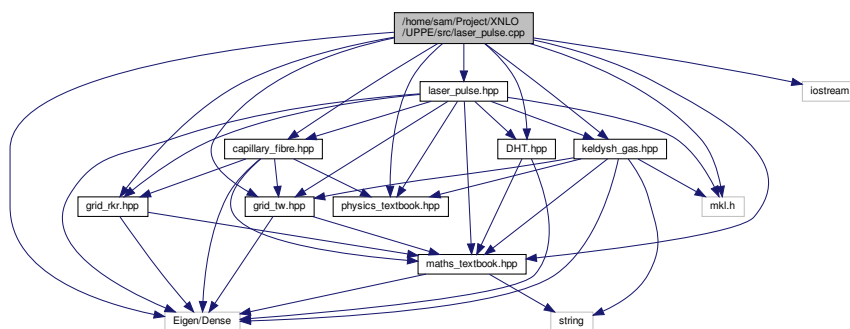 /home/sam/Project/XNLO
/UPPE/src/laser_pulse.cpp
laser_pulse.hpp
iostream
capillary_fibre.hpp
DHT.hpp
keldysh_gas.hpp
grid_rkr.hpp
grid_tw.hpp
physics_textbook.hpp
mkl.h
maths_textbook.hpp
Eigen/Dense
string